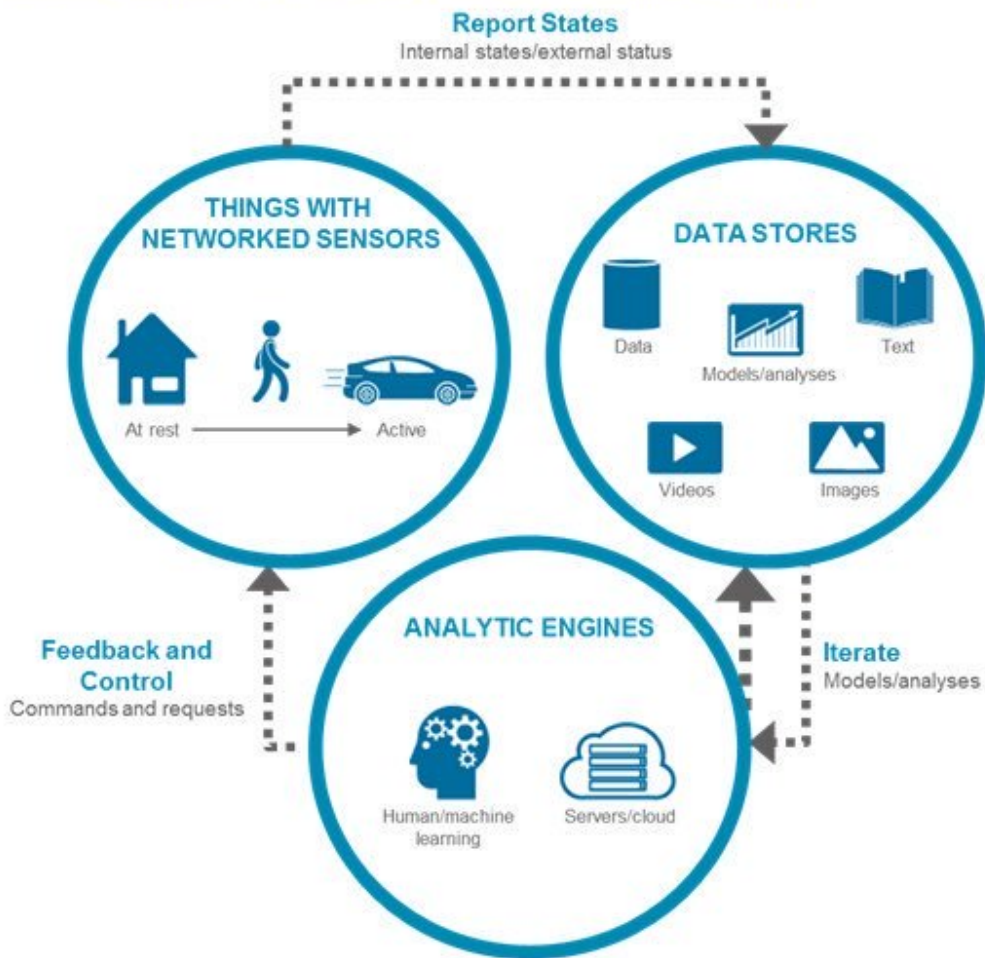 Report States
Internal states/external status
THINGS WITH
NETWORKED SENSORS
At rest
Active
DATA STORES
Data
Models/analyses
Text
Videos
Images
Feedback and
Control
Commands and requests
ANALYTIC ENGINES
Human/machine
learning
Servers/cloud
Iterate
Models/analyses